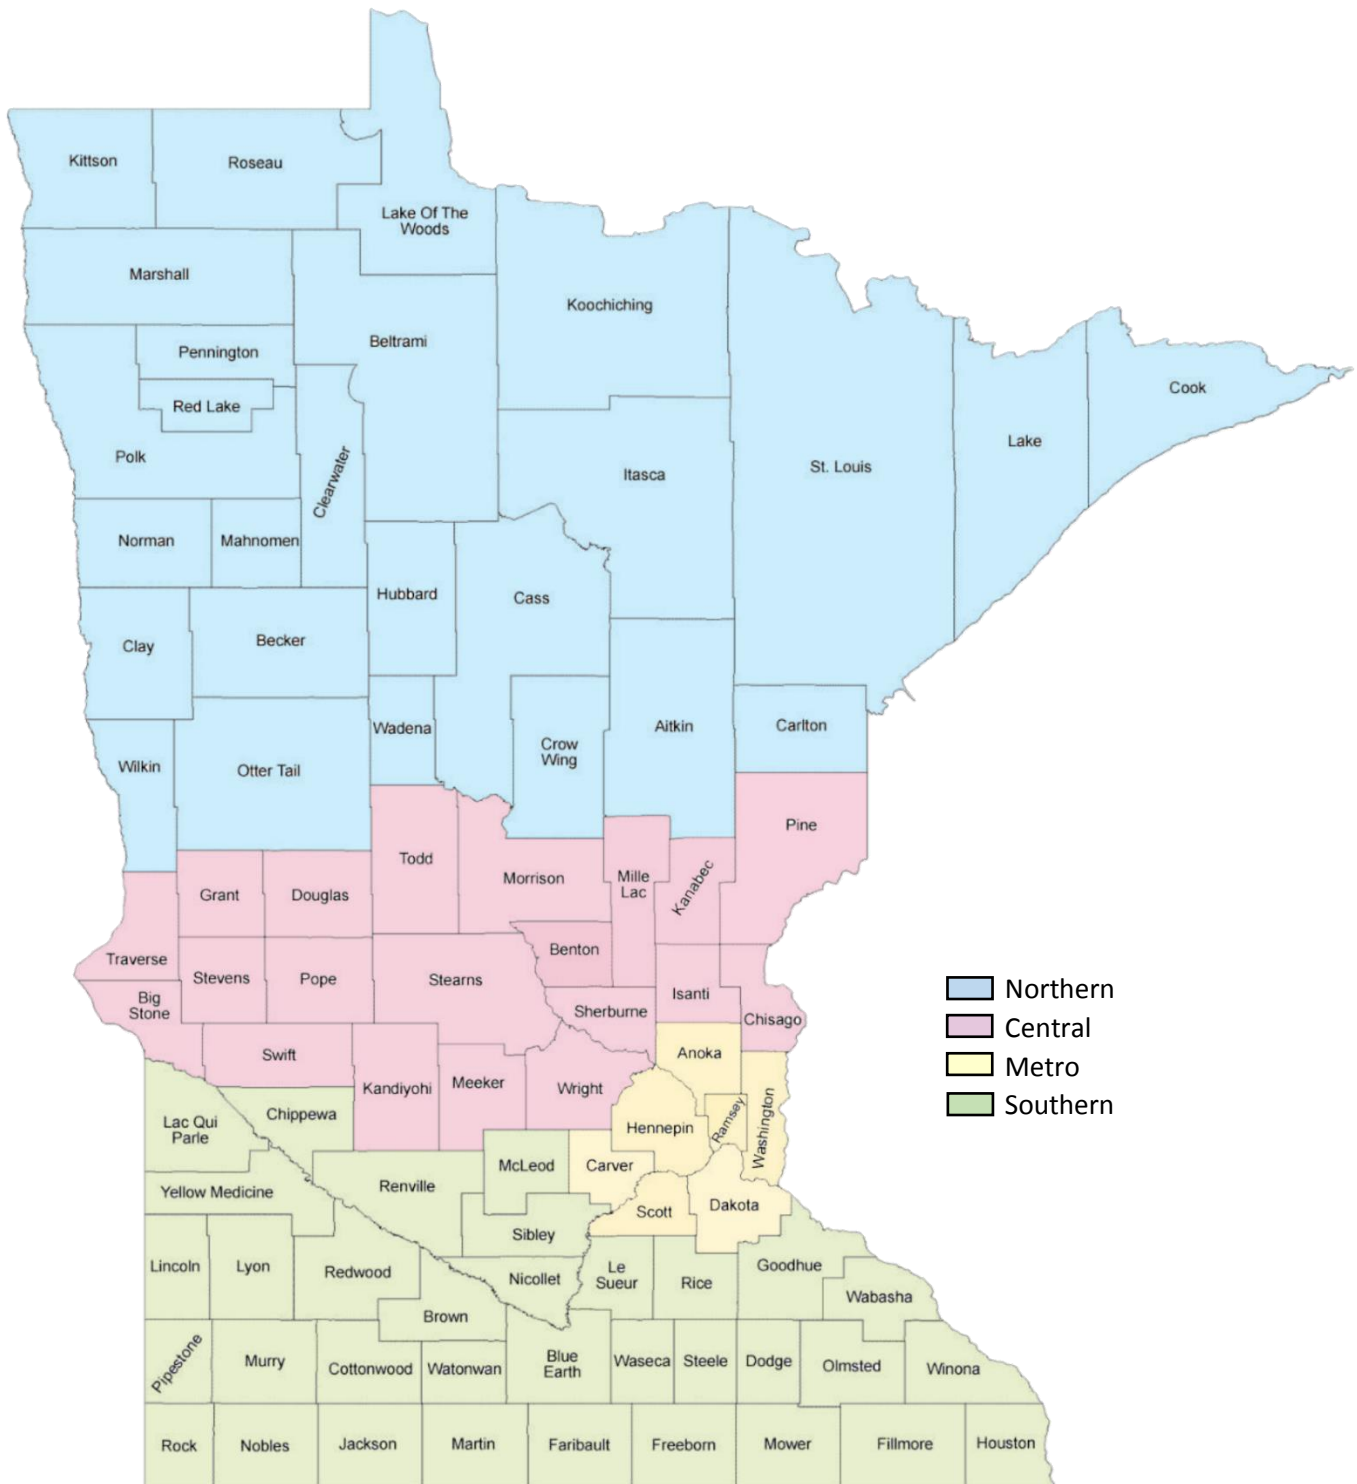 Kittson
Roseau
Lake Of The
Woods
Marshall
Koochiching
Beltrami
Pennington
Red Lake
Cook
Lake
Polk
Clearwater
Itasca
St. Louis
Norman
Mahnomen
Hubbard
Cass
Clay
Becker
Wadena
Aitkin
Carlton
Crow
Wing
Wilkin
Otter Tail
Pine
Todd
Morrison
Mille
Lac
Kanabec
Grant
Douglas
Benton
Traverse
Stevens
Pope
Stearns
Isanti
Big
Stone
Sherburne
Chisago
Swift
Anoka
Kandiyohi
Meeker
Wright
Northern
Central
Metro
Southern
Lac Qui
Parle
Chippewa
Hennepin
Ramsey
Washington
McLeod
Carver
Yellow Medicine
Renville
Scott
Dakota
Sibley
Lincoln
Lyon
Redwood
Nicollet
Le
Sueur
Rice
Goodhue
Wabasha
Brown
Pipestone
Murry
Cottonwood
Watonwan
Blue
Earth
Waseca
Steele
Dodge
Olmsted
Winona
Rock
Nobles
Jackson
Martin
Faribault
Freeborn
Mower
Fillmore
Houston